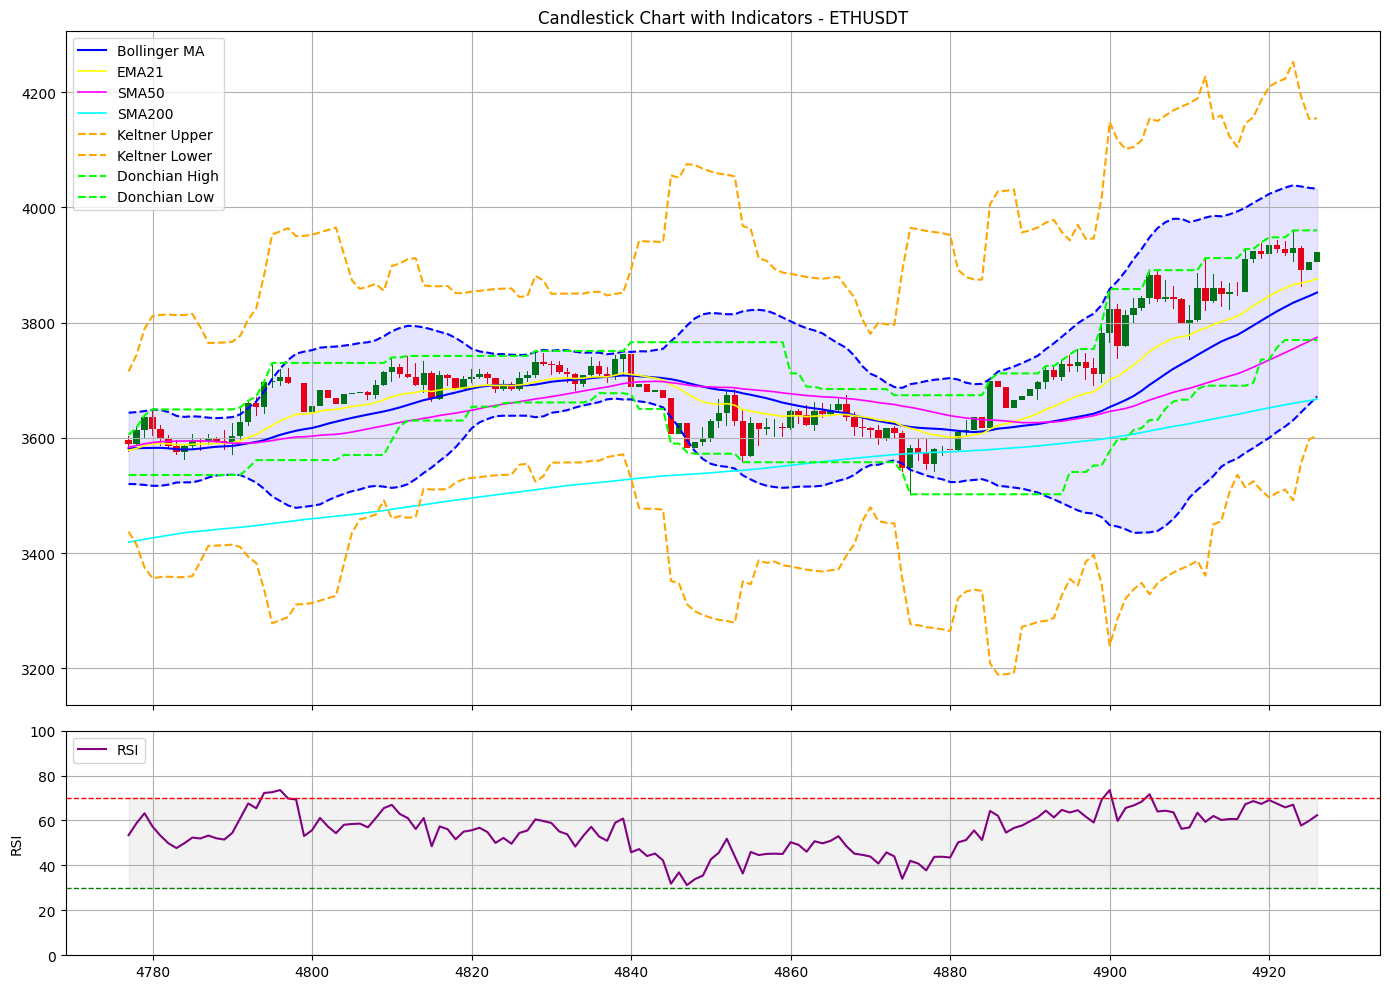 Candlestick Chart with Indicators - ETHUSDT
Bollinger MA
EMA21
SMA50
SMA200
Keltner Upper
Keltner Lower
Donchian High
Donchian Low
4200
4000
3800
3600
3400
3200
RSI
100
80
60
40
20
0
RSI
4780 4800 4820 4840 4860 4880 4900 4920